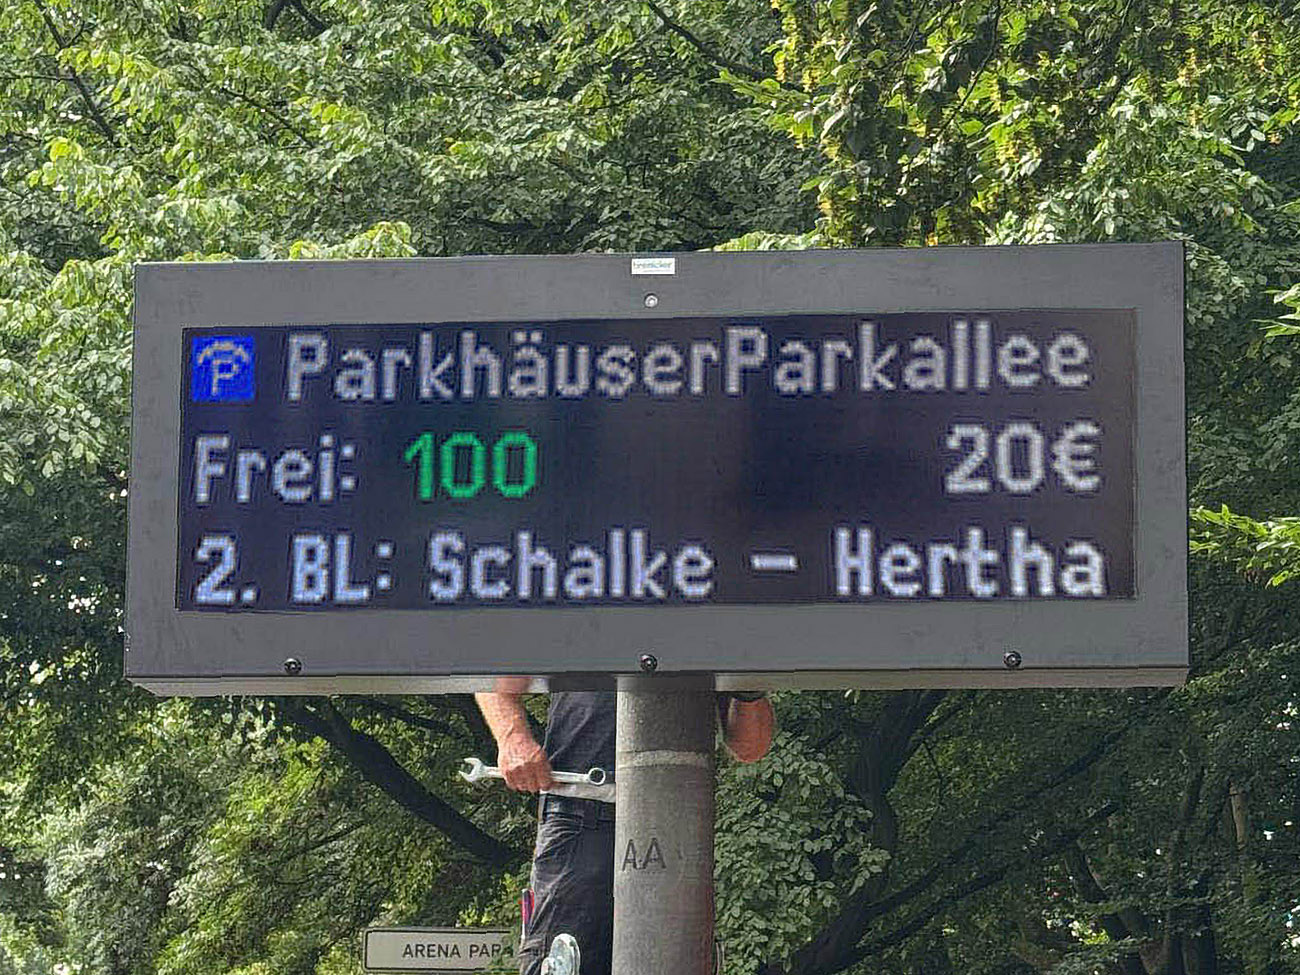 P ParkhäuserParkallee
Frei: 100 20€
2. BL: Schalke - Hertha
AA
ARENA PAR